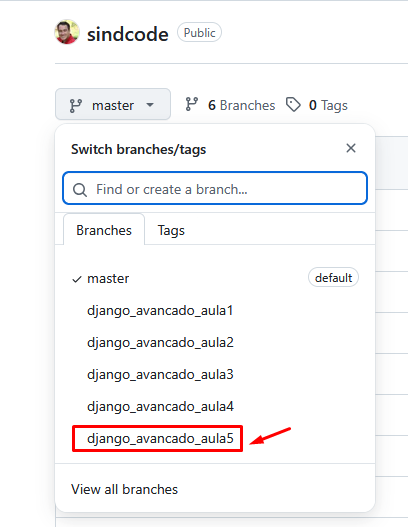 sindcode Public
master 6 Branches 0 Tags
Switch branches/tags
Find or create a branch...
Branches Tags
master default
django_avancado_aula1
django_avancado_aula2
django_avancado_aula3
django_avancado_aula4
django_avancado_aula5
View all branches